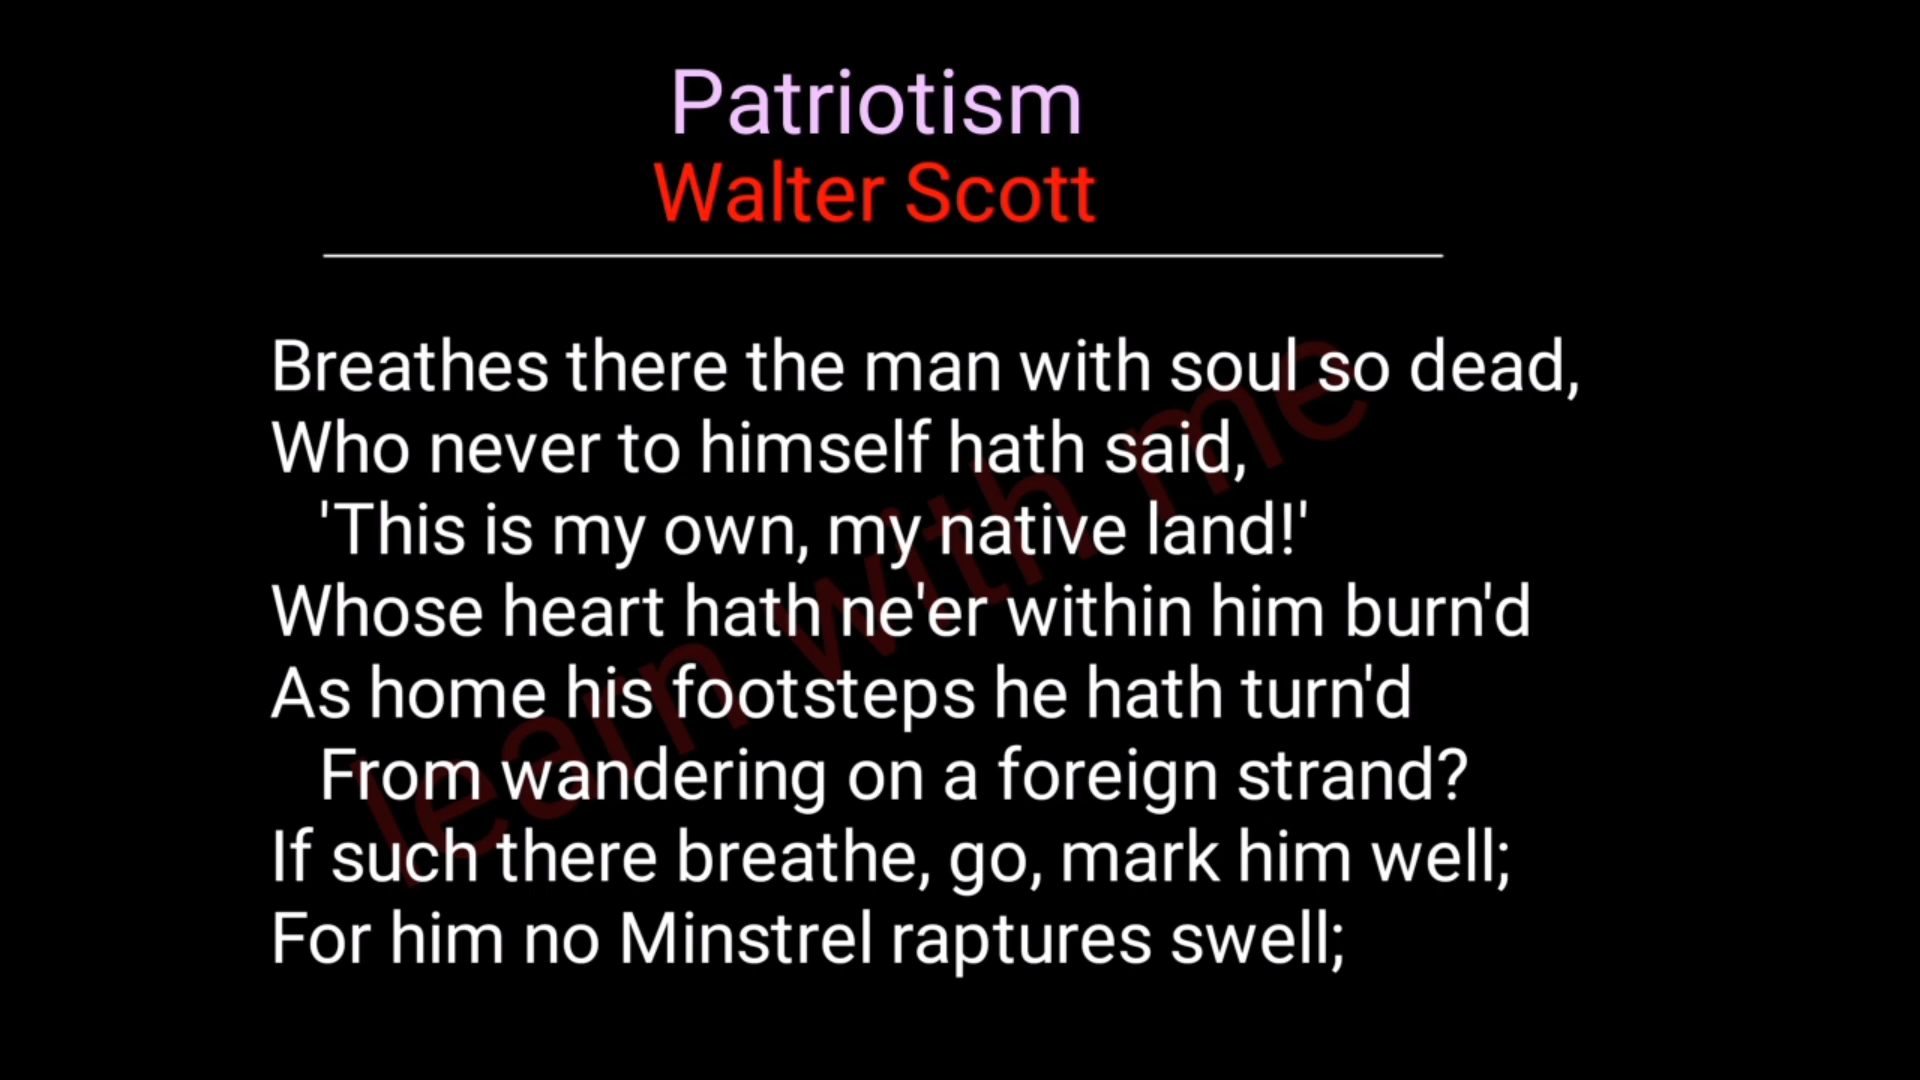 Patriotism
Walter Scott
Breathes there the man with soul so dead,
Who never to himself hath said,
'This is my own, my native land!'
Whose heart hath ne'er within him burn'd
As home his footsteps he hath turn'd
From wandering on a foreign strand?
If such there breathe, go, mark him well;
For him no Minstrel raptures swell;
learn with me